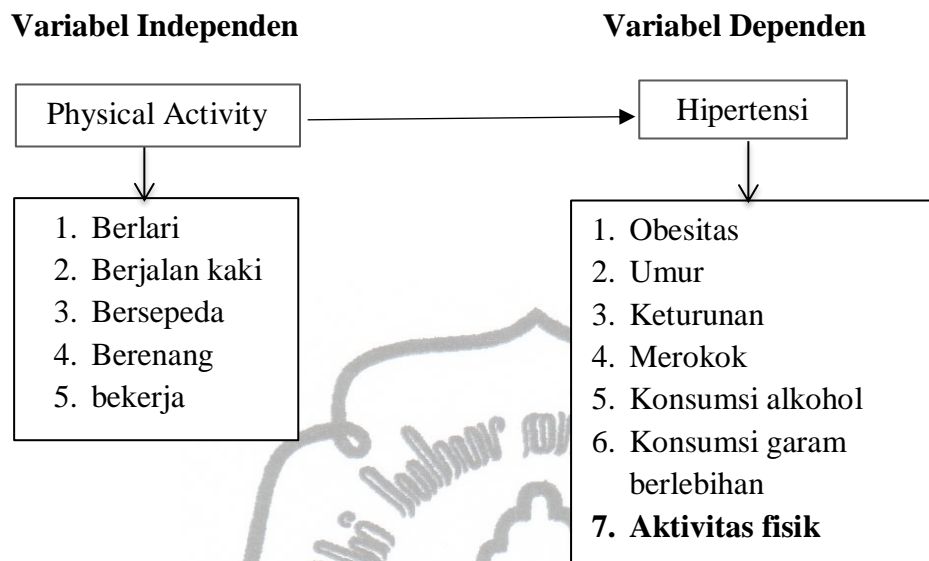 Variabel Independen
Variabel Dependen
Physical Activity
Hipertensi
1. Berlari
2. Berjalan kaki
3. Bersepeda
4. Berenang
5. bekerja
1. Obesitas
2. Umur
3. Keturunan
4. Merokok
5. Konsumsi alkohol
6. Konsumsi garam
berlebihan
7. Aktivitas fisik